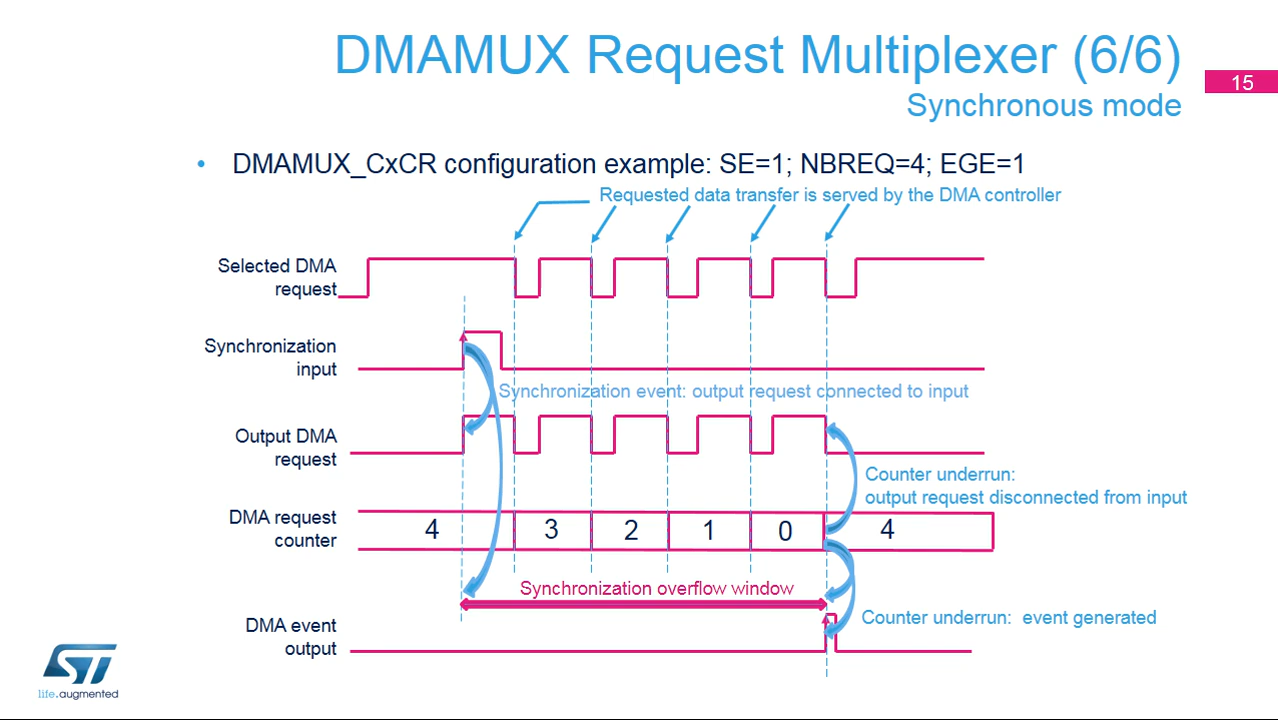 DMAMUX Request Multiplexer (6/6)
15
Synchronous mode
• DMAMUX_CxCR configuration example: SE=1; NBREQ=4; EGE=1
Requested data transfer is served by the DMA controller
Selected DMA
request
Synchronization
input
Synchronization event: output request connected to input
Output DMA
request
Counter underrun:
output request disconnected from input
DMA request
counter
4 3 2 1 0 4
Synchronization overflow window
Counter underrun: event generated
DMA event
output
ST
life.augmented